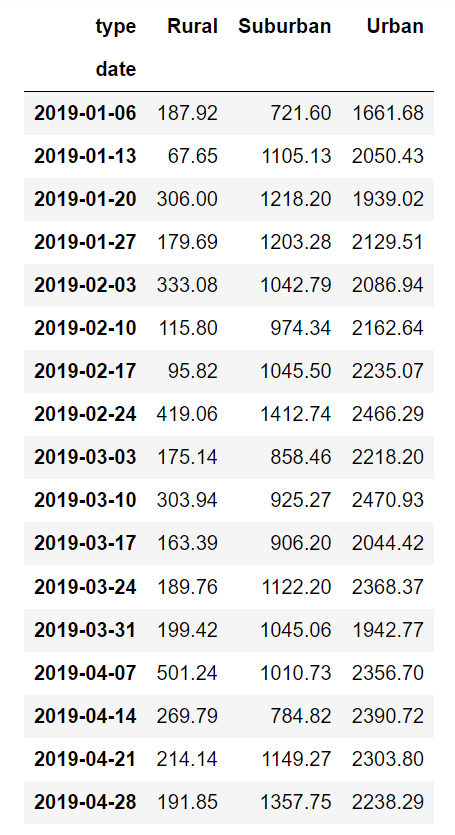 type Rural Suburban Urban
date
2019-01-06 187.92 721.60 1661.68
2019-01-13 67.65 1105.13 2050.43
2019-01-20 306.00 1218.20 1939.02
2019-01-27 179.69 1203.28 2129.51
2019-02-03 333.08 1042.79 2086.94
2019-02-10 115.80 974.34 2162.64
2019-02-17 95.82 1045.50 2235.07
2019-02-24 419.06 1412.74 2466.29
2019-03-03 175.14 858.46 2218.20
2019-03-10 303.94 925.27 2470.93
2019-03-17 163.39 906.20 2044.42
2019-03-24 189.76 1122.20 2368.37
2019-03-31 199.42 1045.06 1942.77
2019-04-07 501.24 1010.73 2356.70
2019-04-14 269.79 784.82 2390.72
2019-04-21 214.14 1149.27 2303.80
2019-04-28 191.85 1357.75 2238.29